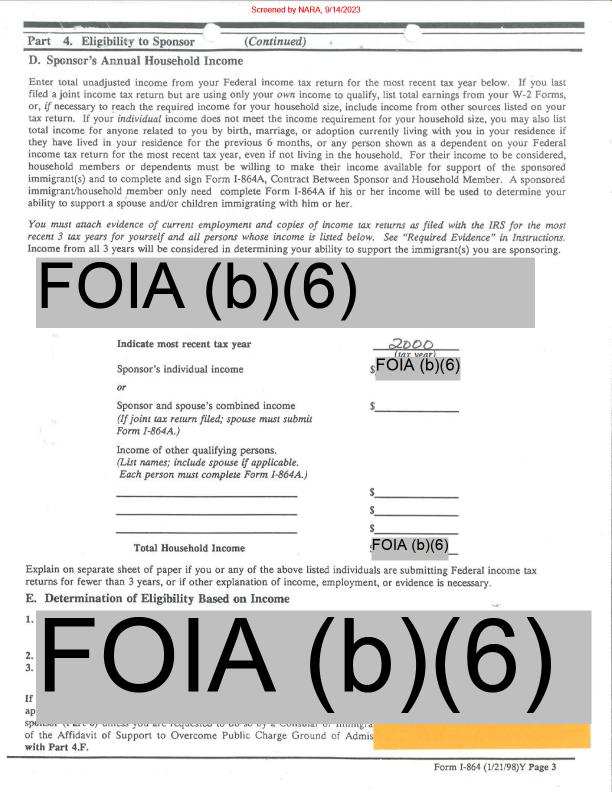 Screened by NARA, 9/14/2023
Part 4. Eligibility to Sponsor (Continued)
D. Sponsor's Annual Household Income
Enter total unadjusted income from your Federal income tax return for the most recent tax year below. If you last
filed a joint income tax return but are using only your own income to qualify, list total earnings from your W-2 Forms,
or, if necessary to reach the required income for your household size, include income from other sources listed on your
tax return. If your individual income does not meet the income requirement for your household size, you may also list
total income for anyone related to you by birth, marriage, or adoption currently living with you in your residence if
they have lived in your residence for the previous 6 months, or any person shown as a dependent on your Federal
income tax return for the most recent tax year, even if not living in the household. For their income to be considered,
household members or dependents must be willing to make their income available for support of the sponsored
immigrant(s) and to complete and sign Form I-864A, Contract Between Sponsor and Household Member. A sponsored
immigrant/household member only need complete Form I-864A if his or her income will be used to determine your
ability to support a spouse and/or children immigrating with him or her.
You must attach evidence of current employment and copies of income tax returns as filed with the IRS for the most
recent 3 tax years for yourself and all persons whose income is listed below. See "Required Evidence" in Instructions.
Income from all 3 years will be considered in determining your ability to support the immigrant(s) you are sponsoring.
FOIA (b)(6)
Indicate most recent tax year 2000
(tax year)
Sponsor's individual income $ FOIA (b)(6)
or
Sponsor and spouse's combined income $
(If joint tax return filed; spouse must submit
Form I-864A.)
Income of other qualifying persons.
(List names; include spouse if applicable.
Each person must complete Form I-864A.)
$
$
$
Total Household Income FOIA (b)(6)
Explain on separate sheet of paper if you or any of the above listed individuals are submitting Federal income tax
returns for fewer than 3 years, or if other explanation of income, employment, or evidence is necessary.
E. Determination of Eligibility Based on Income
1.
FOIA (b)(6)
2.
3.
If
ap
unless you are requested to do so by a Consular or
of the Affidavit of Support to Overcome Public Charge Ground of Admis
with Part 4.F.
Form I-864 (1/21/98)Y Page 3